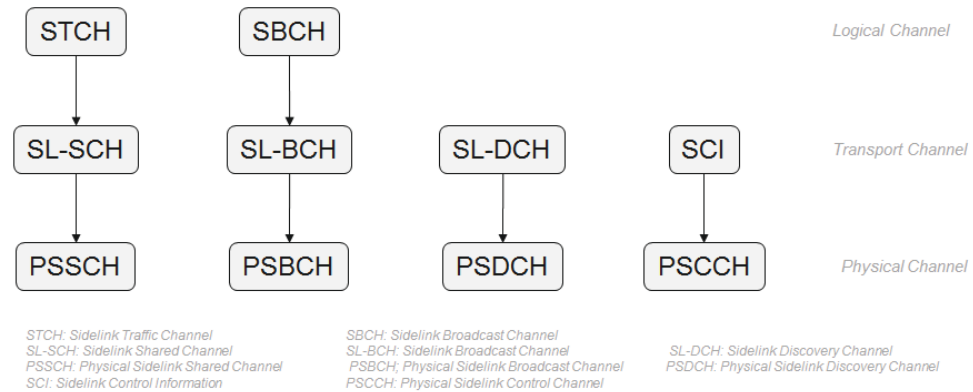 STCH SBCH Logical Channel
SL-SCH SL-BCH SL-DCH SCI Transport Channel
PSSCH PSBCH PSDCH PSCCH Physical Channel
STCH: Sidelink Traffic Channel SBCH: Sidelink Broadcast Channel
SL-SCH: Sidelink Shared Channel SL-BCH: Sidelink Broadcast Channel SL-DCH: Sidelink Discovery Channel
PSSCH: Physical Sidelink Shared Channel PSBCH; Physical Sidelink Broadcast Channel PSDCH: Physical Sidelink Discovery Channel
SCI: Sidelink Control Information PSCCH: Physical Sidelink Control Channel